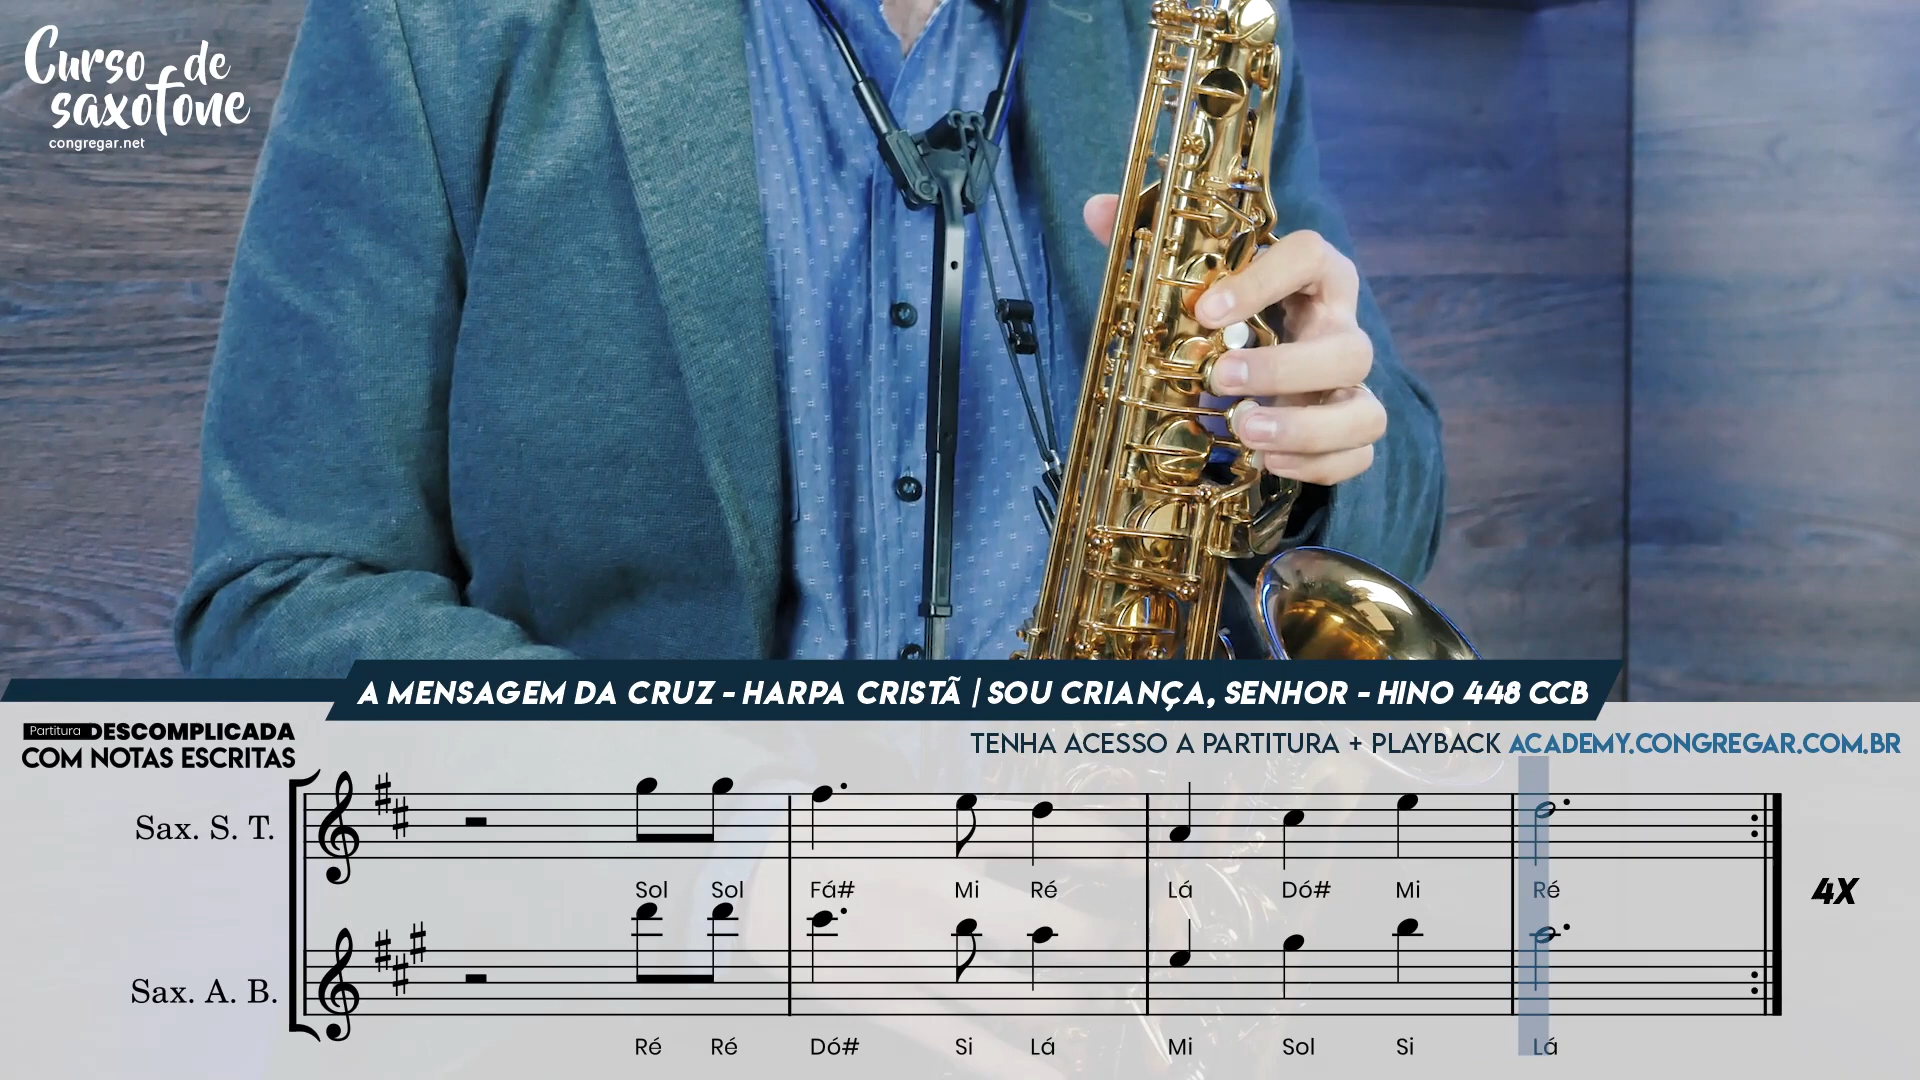 Curso de
saxofone
congregar.net
A MENSAGEM DA CRUZ - HARPA CRISTÃ | SOU CRIANÇA, SENHOR - HINO 448 CCB
Partitura DESCOMPLICADA
COM NOTAS ESCRITAS
TENHA ACESSO A PARTITURA + PLAYBACK ACADEMY.CONGREGAR.COM.BR
Sax. S. T.
Sol Sol Fá# Mi Ré Lá Dó# Mi Ré
4X
Sax. A. B.
Ré Ré Dó# Si Lá Mi Sol Si Lá